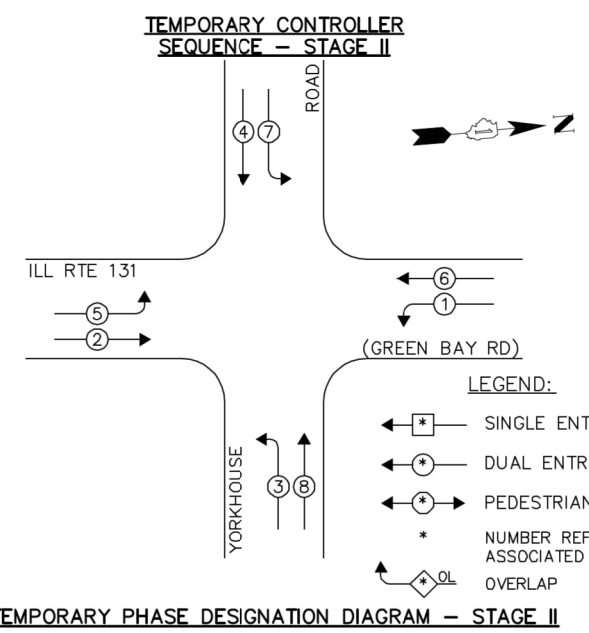 TEMPORARY CONTROLLER
SEQUENCE — STAGE II
ROAD
4
7
N
ILL RTE 131
6
5
1
2
(GREEN BAY RD)
LEGEND:
* SINGLE ENT
* DUAL ENTR
YORKHOUSE
3
8
* PEDESTRIAN
* NUMBER REF
ASSOCIATED
* OL OVERLAP
TEMPORARY PHASE DESIGNATION DIAGRAM — STAGE II